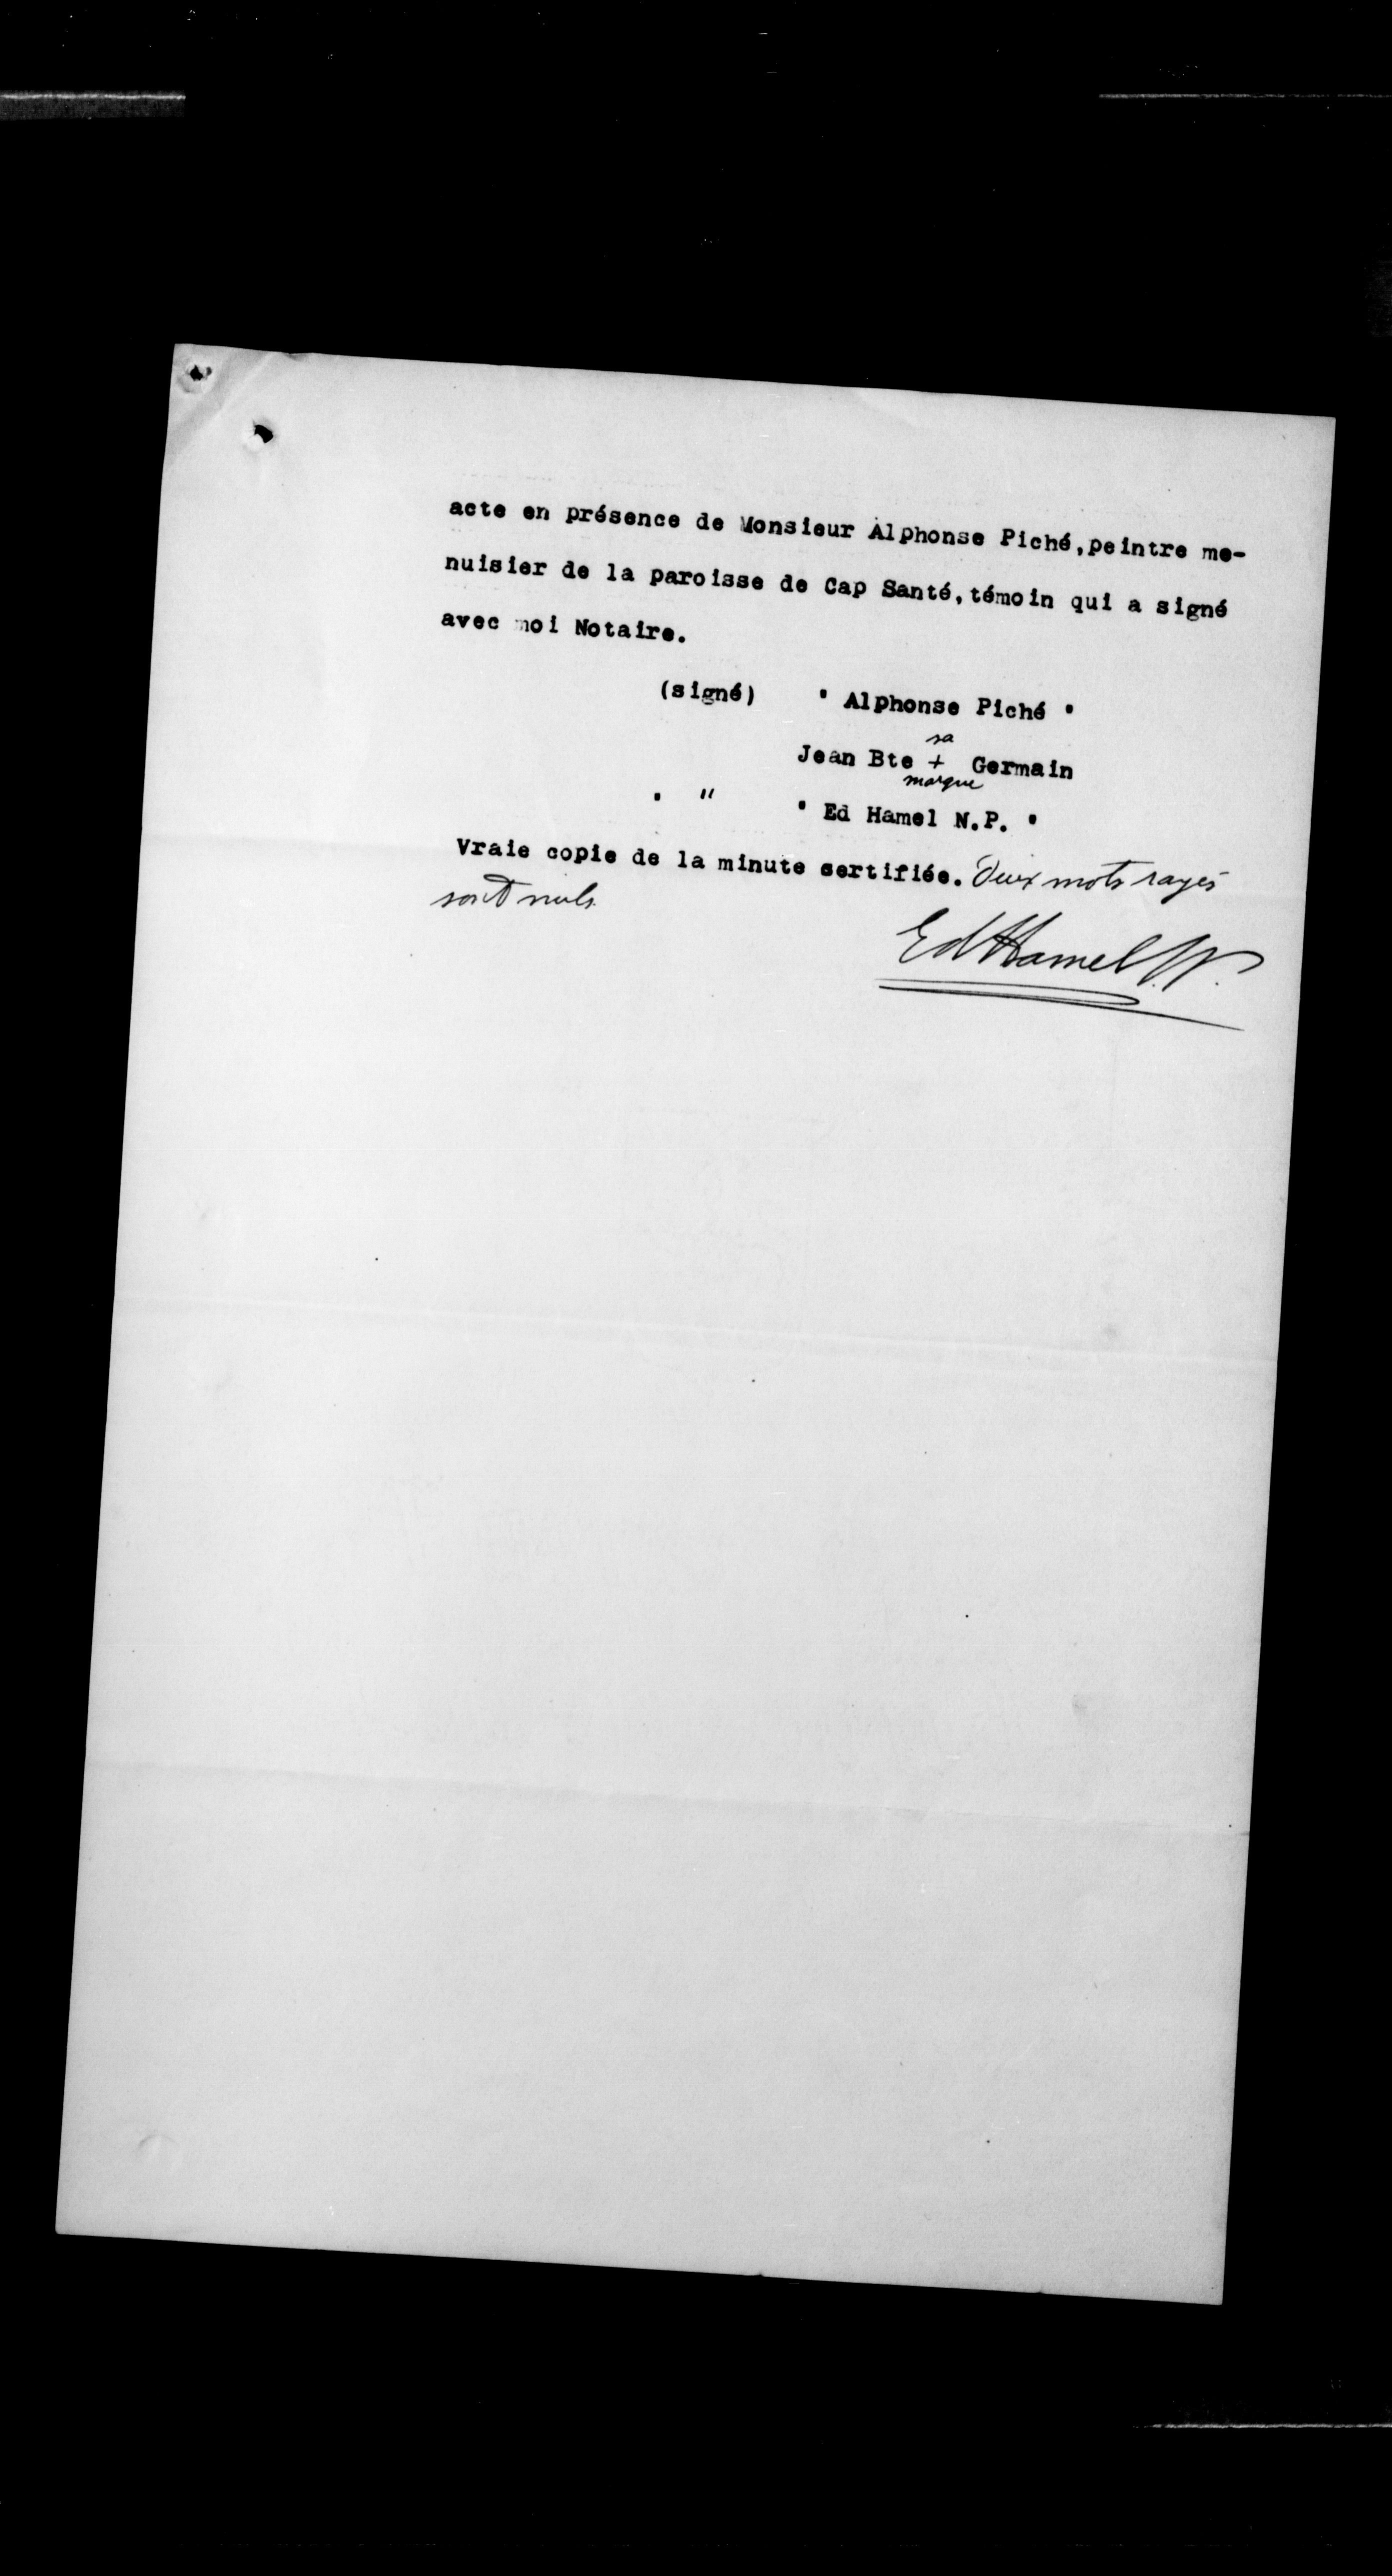 acte en présence de Monsieur Alphonse Piché,peintre me-
nuisier de la paroisse de Cap Santé,témoin qui a signé
avec moi Notaire.
(signé) " Alphonse Piché "
sa
Jean Bte + Germain
marque
" " " Ed Hamel N.P. "
Vraie copie de la minute certifiée. Deux mots rayés
sont nuls.
Ed Hamel N.P.